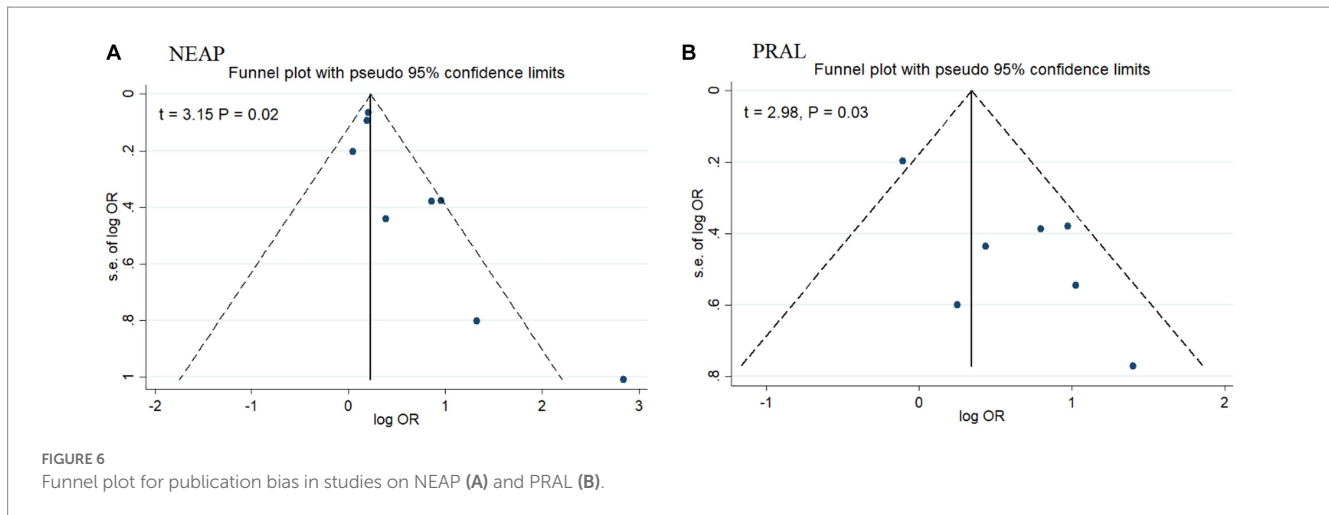 A NEAP
Funnel plot with pseudo 95% confidence limits
t = 3.15 P = 0.02
s.e. of log OR
0
.2
.4
.6
.8
1
-2 -1 0 1 2 3
log OR
B PRAL
Funnel plot with pseudo 95% confidence limits
t = 2.98, P = 0.03
s.e. of log OR
0
.2
.4
.6
.8
-1 0 1 2
log OR
FIGURE 6
Funnel plot for publication bias in studies on NEAP (A) and PRAL (B).